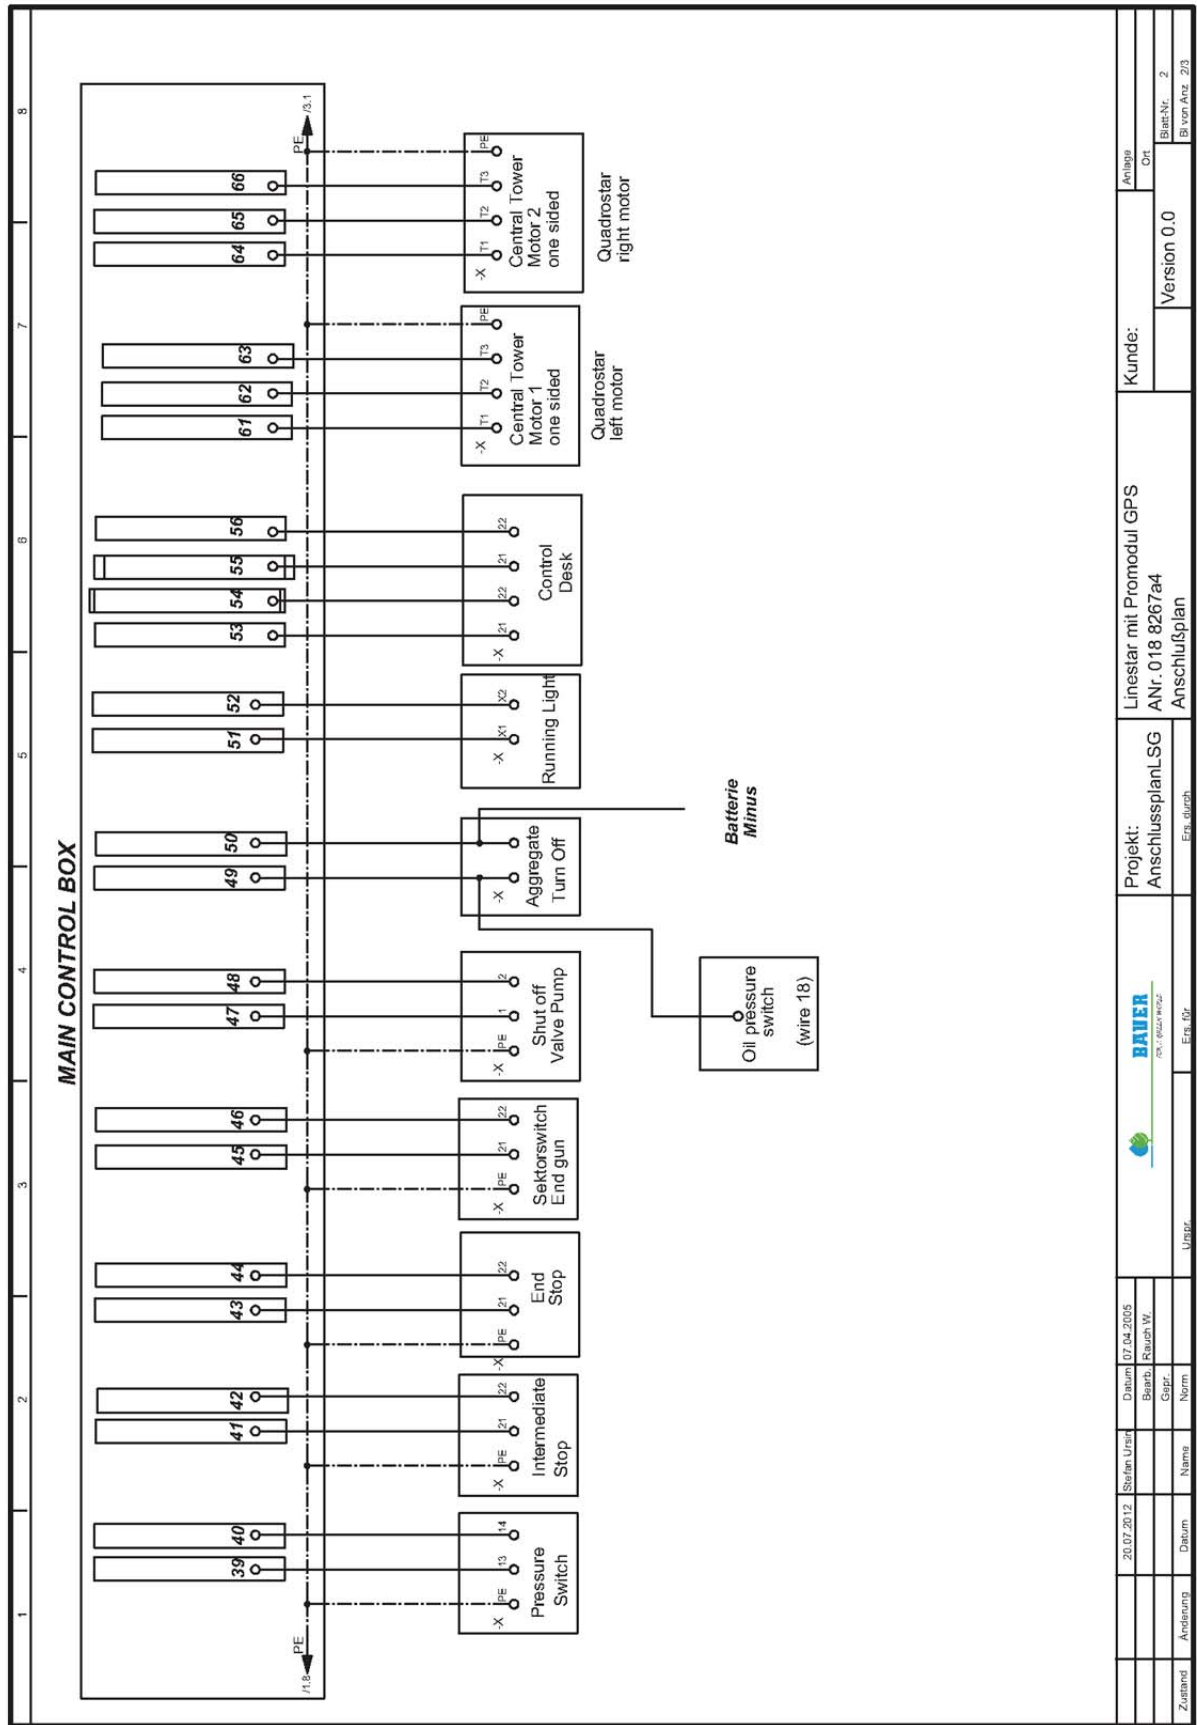 1 2 3 4 5 6 7 8
MAIN CONTROL BOX
39 40 41 42 43 44 45 46 47 48 49 50 51 52 53 54 55 56 61 62 63 64 65 66
/1.8
PE
PE
/3.1
-X PE 13 14
Pressure
Switch
-X PE 21 22
Intermediate
Stop
-X PE 21 22
End
Stop
-X PE 21 22
Sektorswitch
End gun
-X PE 1 2
Shut off
Valve Pump
-X
Aggregate
Turn Off
-X X1 X2
Running Light
-X 21 22 21 22
Control
Desk
-X T1 T2 T3 PE
Central Tower
Motor 1
one sided
Quadrostar
left motor
-X T1 T2 T3 PE
Central Tower
Motor 2
one sided
Quadrostar
right motor
Oil pressure
switch
(wire 18)
Batterie
Minus
20.07.2012 Stefan Ursin
Zustand Änderung Datum Name
Datum 07.04.2005
Bearb. Rauch W.
Gepr.
Norm
Urspr.
BAUER
Ers. für
Ers. durch
Projekt:
AnschlussplanLSG
Linestar mit Promodul GPS
ANr. 018 8267a4
Anschlußplan
Kunde:
Version 0.0
Anlage
Ort
Blatt-Nr. 2
Bl von Anz 2/3